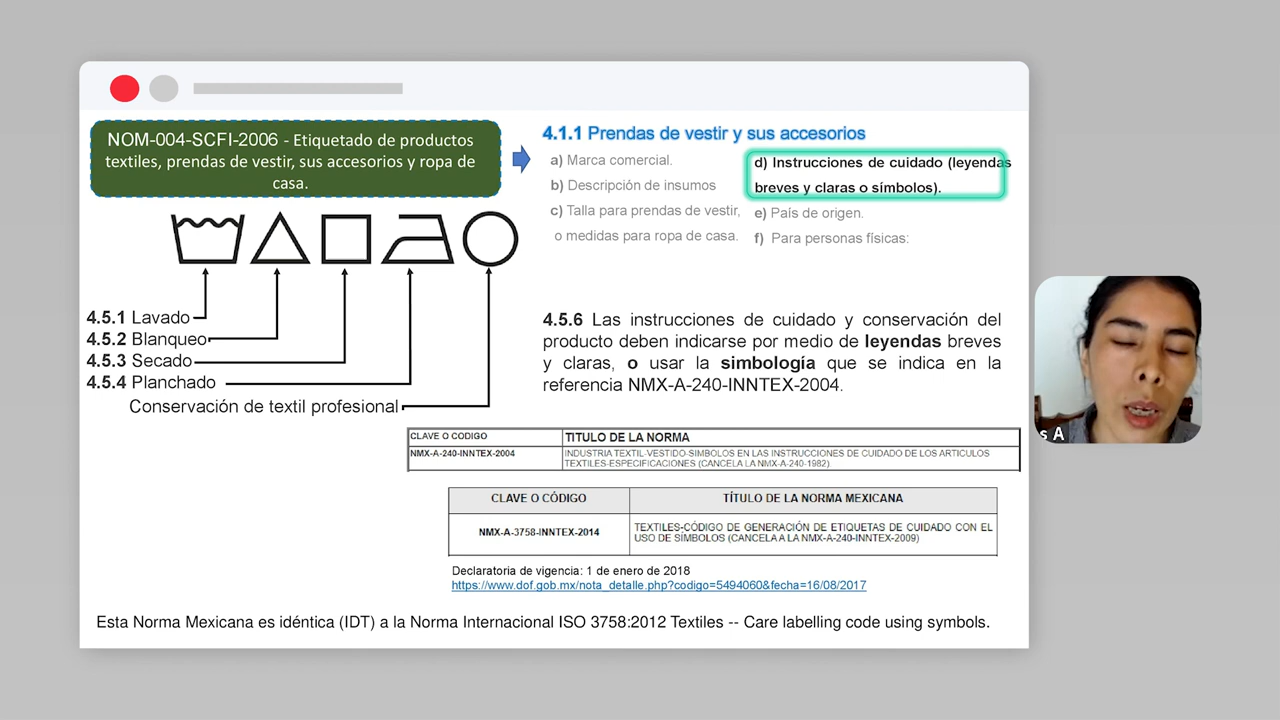 NOM-004-SCFI-2006 - Etiquetado de productos
textiles, prendas de vestir, sus accesorios y ropa de
casa.
4.1.1 Prendas de vestir y sus accesorios
a) Marca comercial.
b) Descripción de insumos
c) Talla para prendas de vestir,
o medidas para ropa de casa.
d) Instrucciones de cuidado (leyendas
breves y claras o símbolos).
e) País de origen.
f) Para personas físicas:
4.5.1 Lavado
4.5.2 Blanqueo
4.5.3 Secado
4.5.4 Planchado
Conservación de textil profesional
4.5.6 Las instrucciones de cuidado y conservación del
producto deben indicarse por medio de leyendas breves
y claras, o usar la simbología que se indica en la
referencia NMX-A-240-INNTEX-2004.
CLAVE O CODIGO TITULO DE LA NORMA
NMX-A-240-INNTEX-2004 INDUSTRIA TEXTIL-VESTIDO-SIMBOLOS EN LAS INSTRUCCIONES DE CUIDADO DE LOS ARTICULOS
TEXTILES-ESPECIFICACIONES (CANCELA LA NMX-A-240-1982).
CLAVE O CÓDIGO TÍTULO DE LA NORMA MEXICANA
NMX-A-3758-INNTEX-2014 TEXTILES-CÓDIGO DE GENERACIÓN DE ETIQUETAS DE CUIDADO CON EL
USO DE SÍMBOLOS (CANCELA A LA NMX-A-240-INNTEX-2009)
Declaratoria de vigencia: 1 de enero de 2018
https://www.dof.gob.mx/nota_detalle.php?codigo=5494060&fecha=16/08/2017
Esta Norma Mexicana es idéntica (IDT) a la Norma Internacional ISO 3758:2012 Textiles -- Care labelling code using symbols.
s A